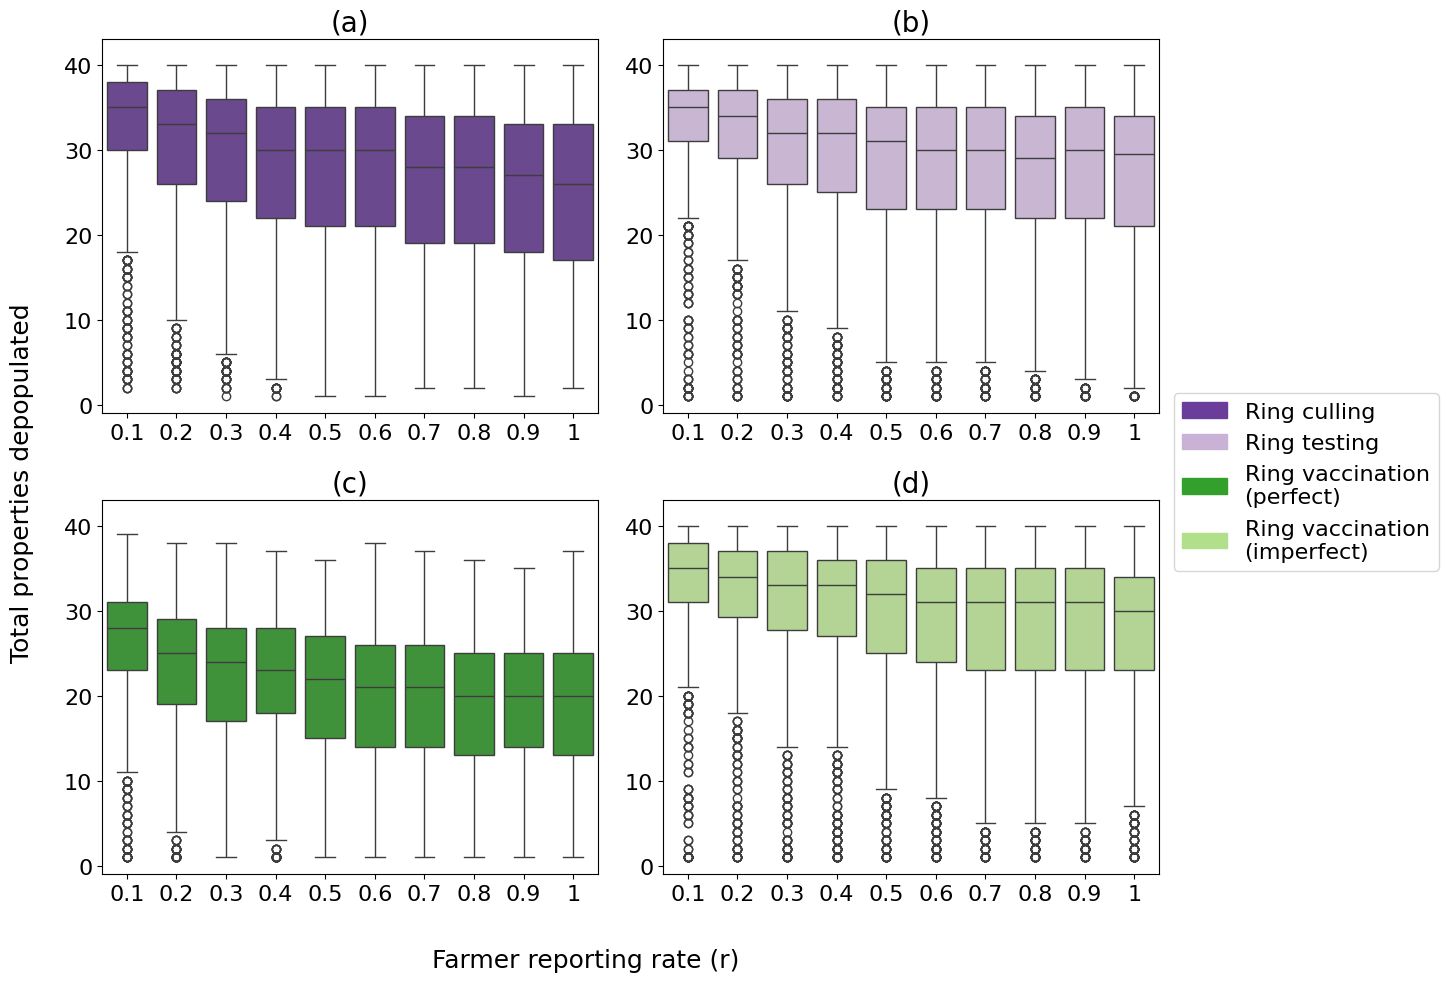 (a)
(b)
40
30
20
10
0
0.1 0.2 0.3 0.4 0.5 0.6 0.7 0.8 0.9 1
40
30
20
10
0
0.1 0.2 0.3 0.4 0.5 0.6 0.7 0.8 0.9 1
(c)
(d)
40
30
20
10
0
0.1 0.2 0.3 0.4 0.5 0.6 0.7 0.8 0.9 1
40
30
20
10
0
0.1 0.2 0.3 0.4 0.5 0.6 0.7 0.8 0.9 1
Total properties depopulated
Farmer reporting rate (r)
Ring culling
Ring testing
Ring vaccination
(perfect)
Ring vaccination
(imperfect)